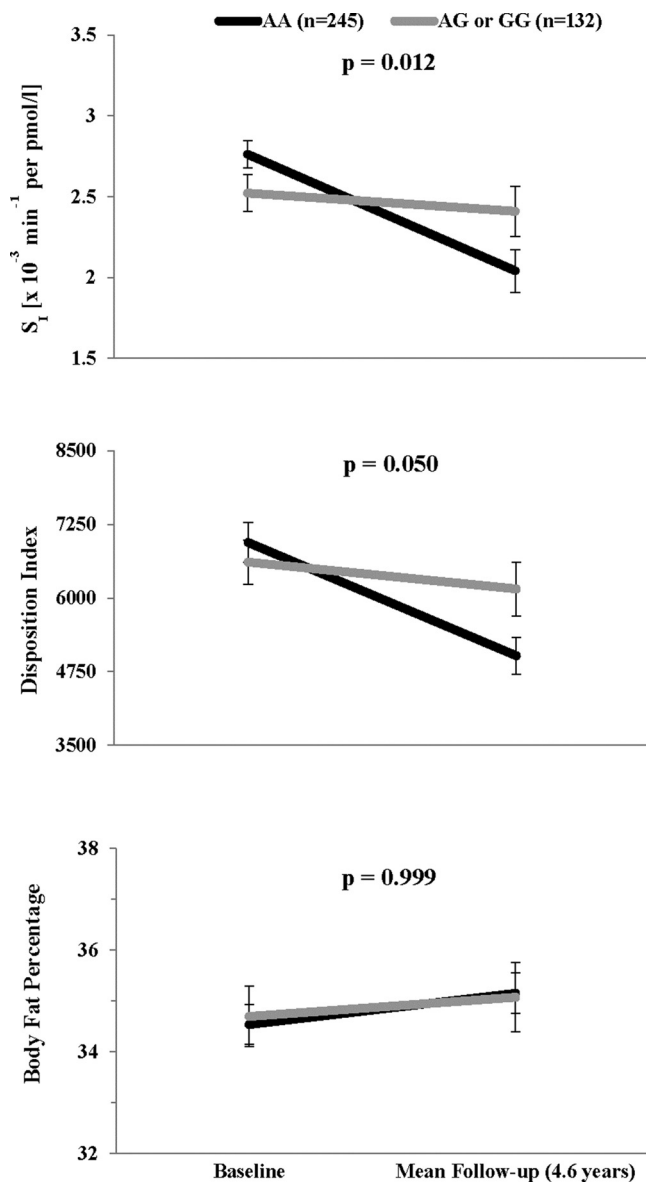 AA (n=245) AG or GG (n=132)
p = 0.012
S_I [x 10⁻³ min⁻¹ per pmol/l]
3.5
3
2.5
2
1.5
p = 0.050
Disposition Index
8500
7250
6000
4750
3500
p = 0.999
Body Fat Percentage
38
36
34
32
Baseline Mean Follow-up (4.6 years)